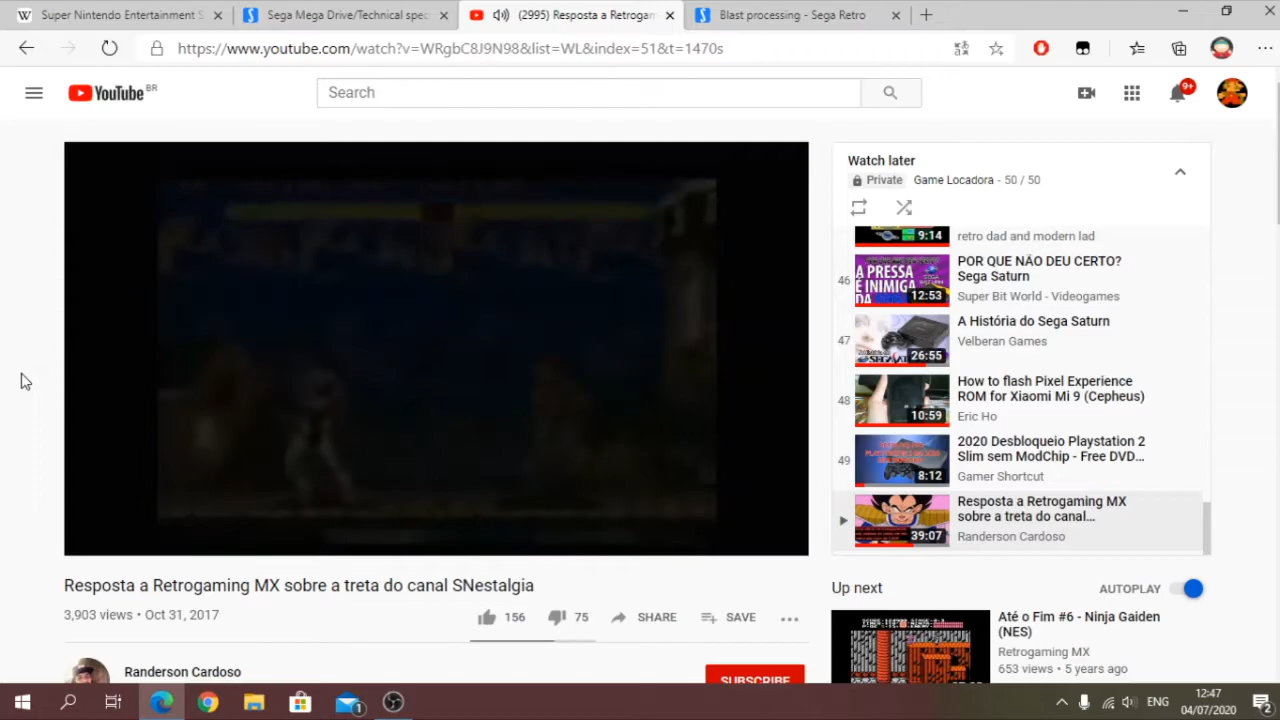 Super Nintendo Entertainment S
Sega Mega Drive/Technical spec
(2995) Resposta a Retrogam
Blast processing - Sega Retro
https://www.youtube.com/watch?v=WRgbC8J9N98&list=WL&index=51&t=1470s
YouTube BR
Search
9+
Watch later
Private Game Locadora - 50 / 50
9:14
retro dad and modern lad
46
A PRESSA
É INIMIGA
DA
12:53
POR QUE NÃO DEU CERTO?
Sega Saturn
Super Bit World - Videogames
47
26:55
A História do Sega Saturn
Velberan Games
48
10:59
How to flash Pixel Experience
ROM for Xiaomi Mi 9 (Cepheus)
Eric Ho
49
8:12
2020 Desbloqueio Playstation 2
Slim sem ModChip - Free DVD...
Gamer Shortcut
39:07
Resposta a Retrogaming MX
sobre a treta do canal...
Randerson Cardoso
Resposta a Retrogaming MX sobre a treta do canal SNestalgia
3,903 views • Oct 31, 2017
156
75
SHARE
SAVE
Randerson Cardoso
SUBSCRIBE
Up next
AUTOPLAY
Até o Fim #6 - Ninja Gaiden
(NES)
Retrogaming MX
653 views • 5 years ago
1
ENG
12:47
04/07/2020
2